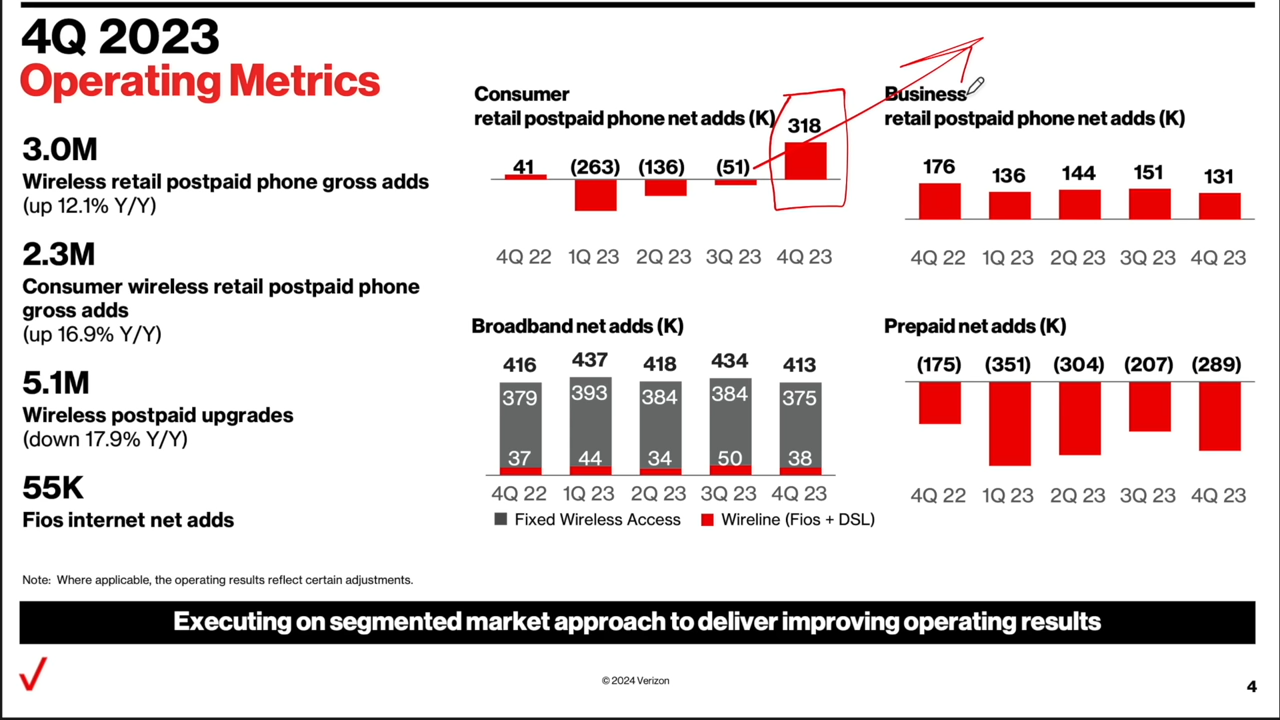 4Q 2023
Operating Metrics
3.0M
Wireless retail postpaid phone gross adds
(up 12.1% Y/Y)
2.3M
Consumer wireless retail postpaid phone
gross adds
(up 16.9% Y/Y)
5.1M
Wireless postpaid upgrades
(down 17.9% Y/Y)
55K
Fios internet net adds
Consumer
retail postpaid phone net adds (K)
41 (263) (136) (51) 318
4Q 22 1Q 23 2Q 23 3Q 23 4Q 23
Business
retail postpaid phone net adds (K)
176 136 144 151 131
4Q 22 1Q 23 2Q 23 3Q 23 4Q 23
Broadband net adds (K)
416 437 418 434 413
379 393 384 384 375
37 44 34 50 38
4Q 22 1Q 23 2Q 23 3Q 23 4Q 23
Fixed Wireless Access Wireline (Fios + DSL)
Prepaid net adds (K)
(175) (351) (304) (207) (289)
4Q 22 1Q 23 2Q 23 3Q 23 4Q 23
Note: Where applicable, the operating results reflect certain adjustments.
Executing on segmented market approach to deliver improving operating results
© 2024 Verizon
4